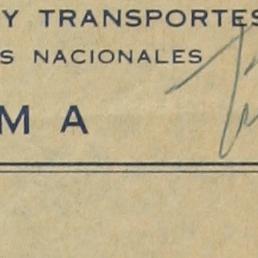 Y TRANSPORTES
S NACIONALES
M A